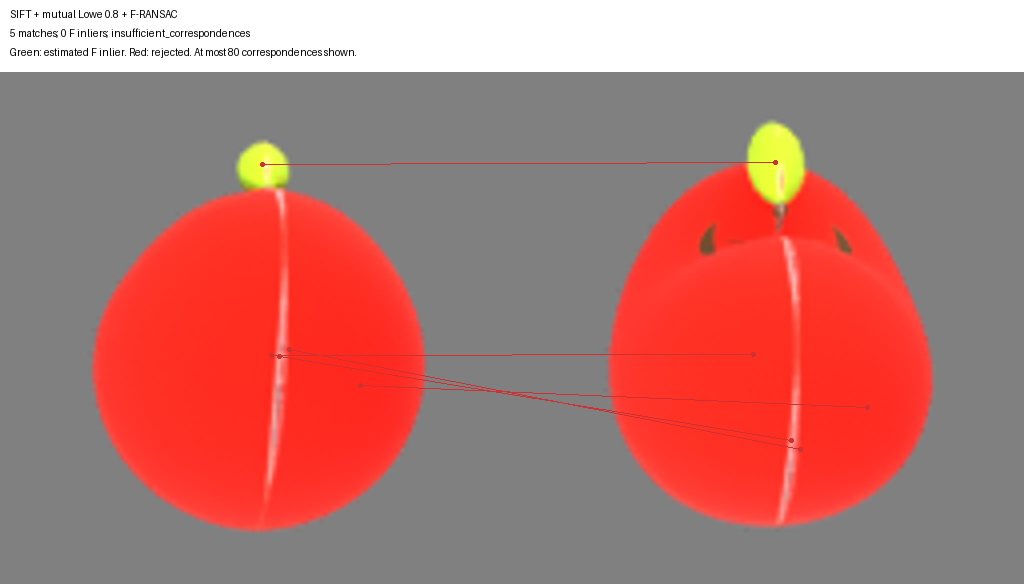 SIFT + mutual Lowe 0.8 + F-RANSAC
5 matches; 0 F inliers; insufficient_correspondences
Green: estimated F inlier. Red: rejected. At most 80 correspondences shown.